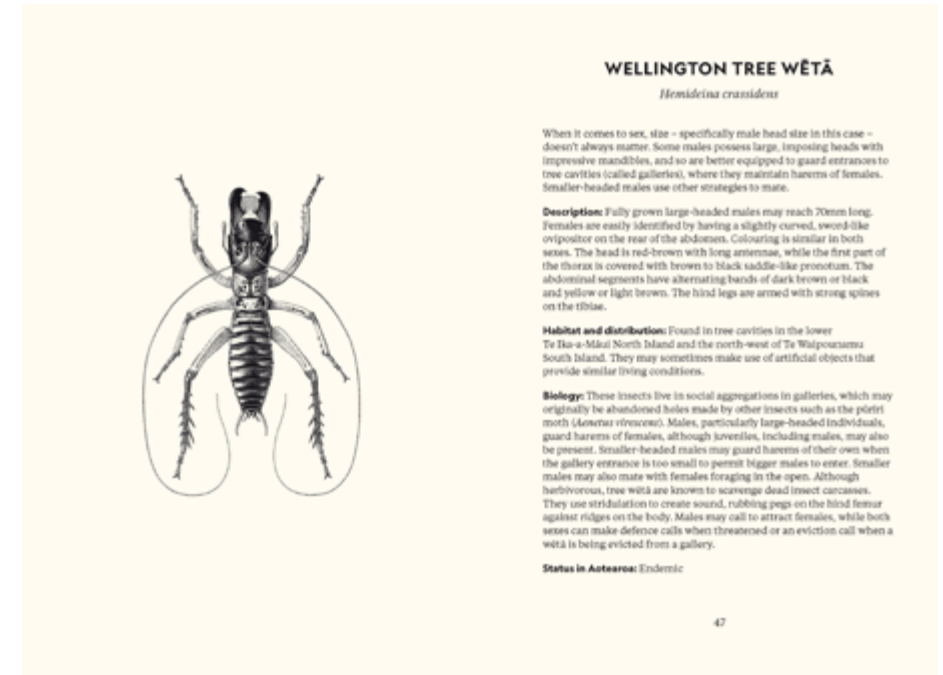 WELLINGTON TREE WĒTĀ
Hemideina crassidens
When it comes to sex, size – specifically male head size in this case –
doesn't always matter. Some males possess large, imposing heads with
impressive mandibles, and so are better equipped to guard entrances to
tree cavities (called galleries), where they maintain harems of females.
Smaller-headed males use other strategies to mate.
Description: Fully grown large-headed males may reach 70mm long.
Females are easily identified by having a slightly curved, sword-like
ovipositor on the rear of the abdomen. Colouring is similar in both
sexes. The head is red-brown with long antennae, while the first part of
the thorax is covered with brown to black saddle-like pronotum. The
abdominal segments have alternating bands of dark brown or black
and yellow or light brown. The hind legs are armed with strong spines
on the tibiae.
Habitat and distribution: Found in tree cavities in the lower
Te Ika-a-Māui North Island and the north-west of Te Waipounamu
South Island. They may sometimes make use of artificial objects that
provide similar living conditions.
Biology: These insects live in social aggregations in galleries, which may
originally be abandoned holes made by other insects such as the pūriri
moth (Aenetus virescens). Males, particularly large-headed individuals,
guard harems of females, although juveniles, including males, may also
be present. Smaller-headed males may guard harems of their own when
the gallery entrance is too small to permit bigger males to enter. Smaller
males may also mate with females foraging in the open. Although
herbivorous, tree wētā are known to scavenge dead insect carcasses.
They use stridulation to create sound, rubbing pegs on the hind femur
against ridges on the body. Males may call to attract females, while both
sexes can make defence calls when threatened or an eviction call when a
wētā is being evicted from a gallery.
Status in Aotearoa: Endemic
47